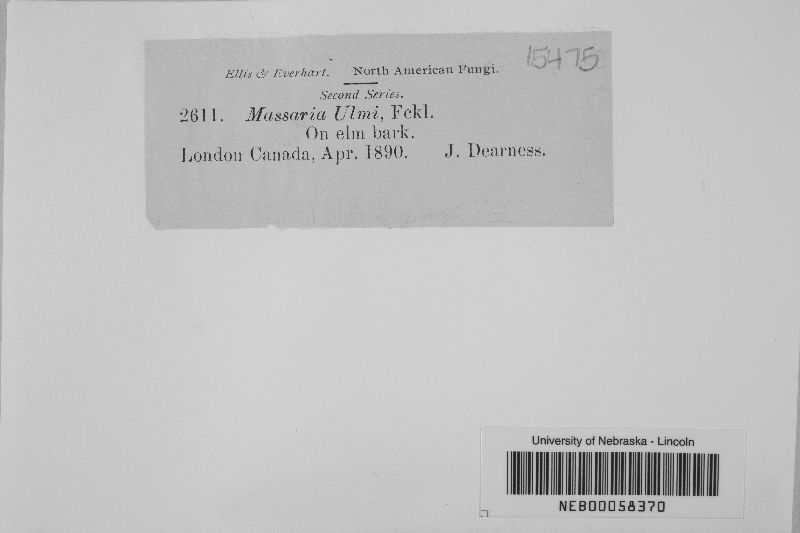 15475
Ellis & Everhart. North American Fungi.
Second Series.
2611. Massaria Ulmi, Fckl.
On elm bark.
London Canada, Apr. 1890. J. Dearness.
University of Nebraska - Lincoln
NEB00058370